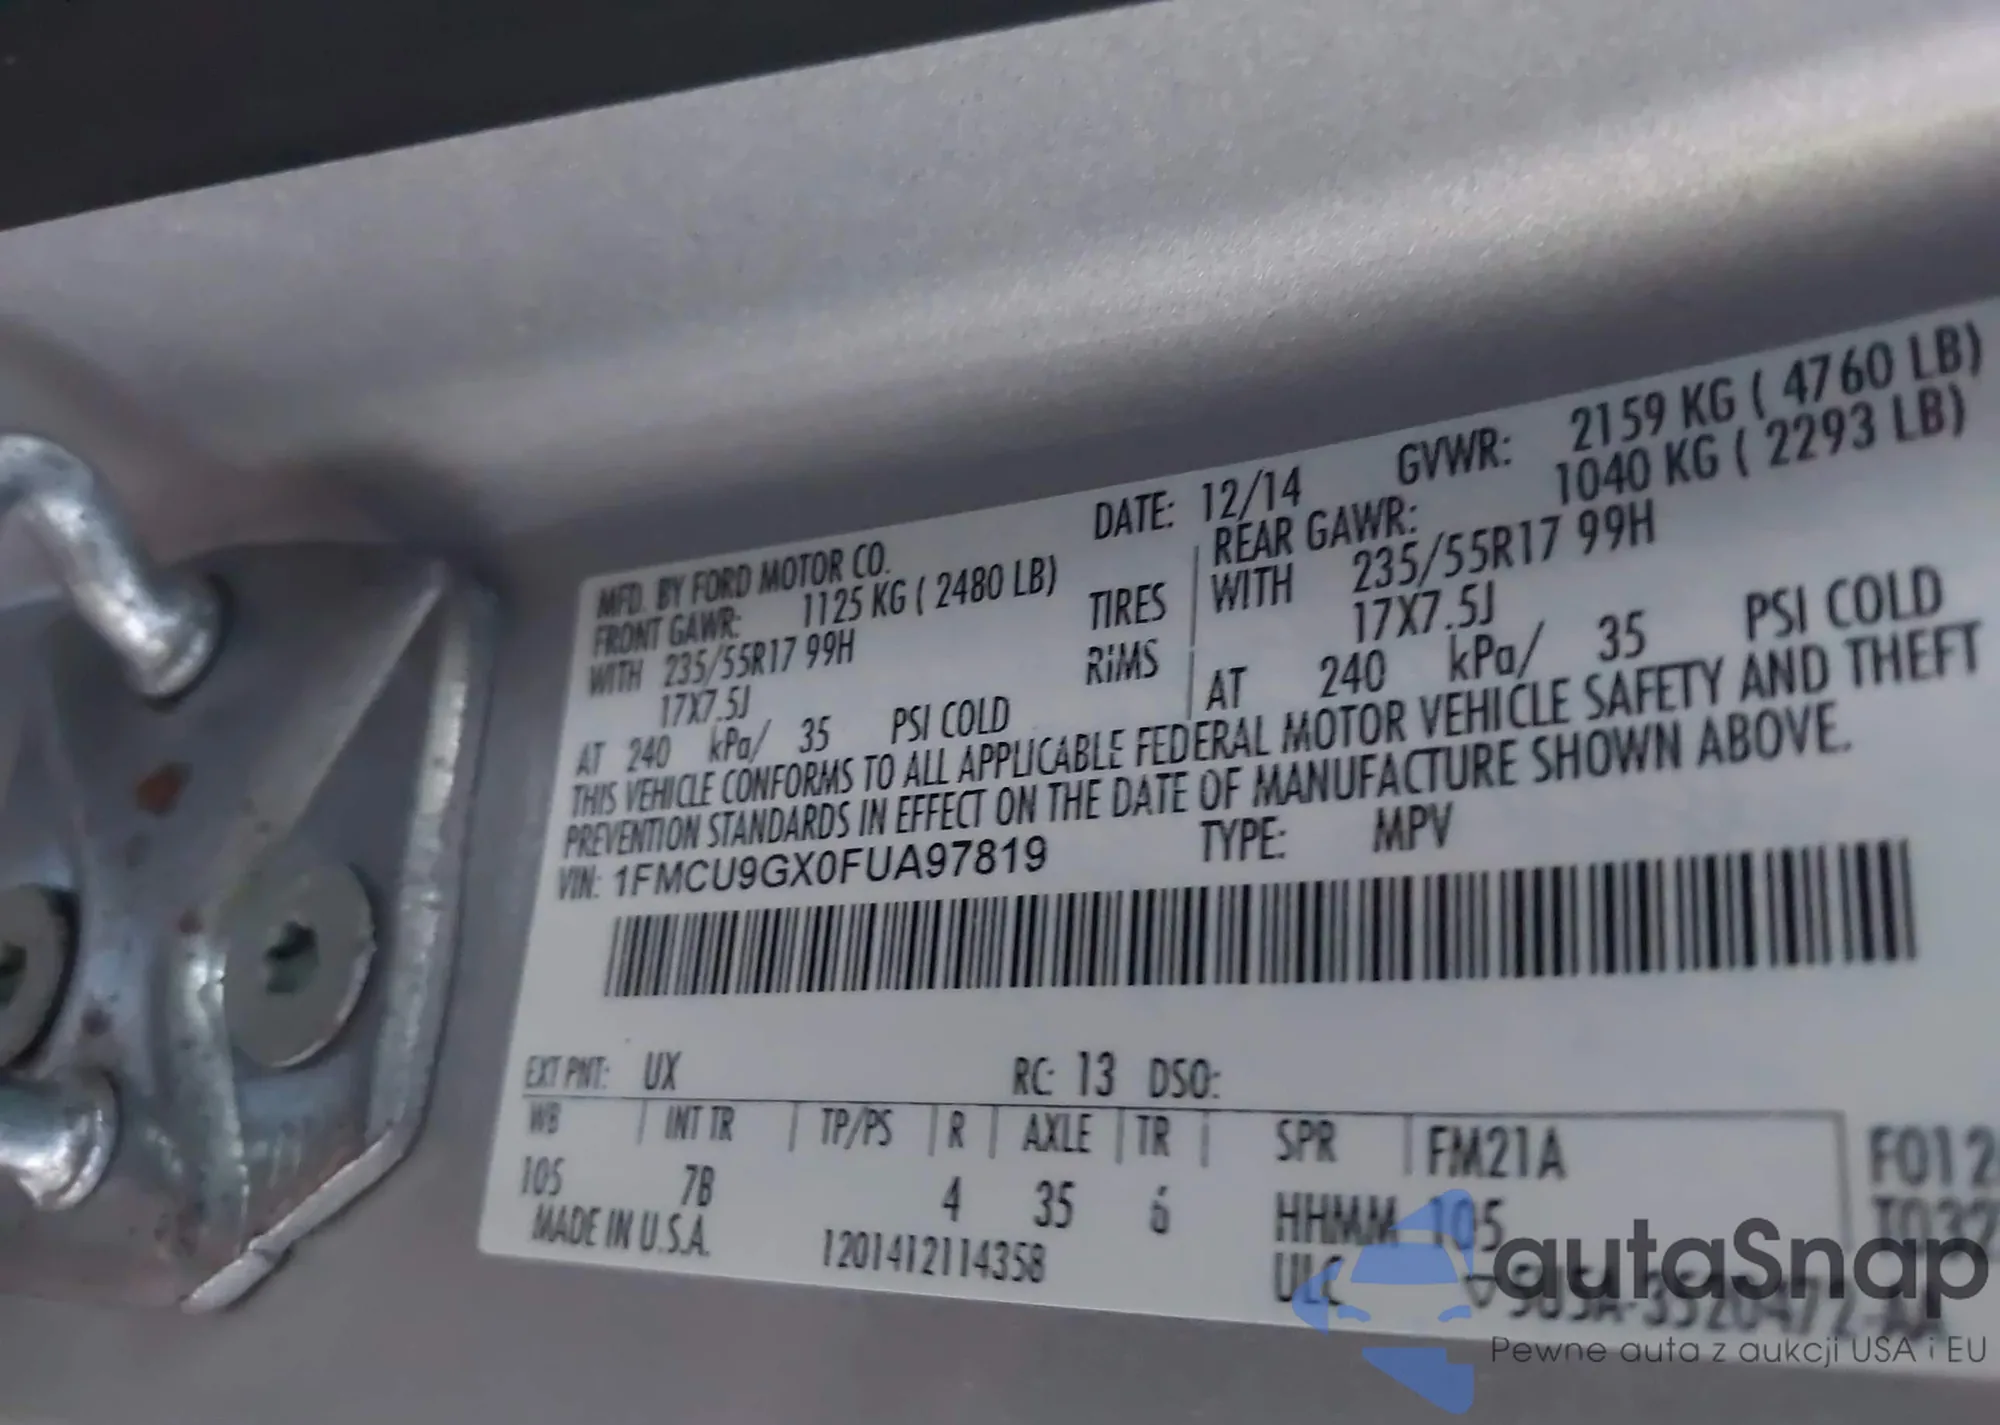 MFD. BY FORD MOTOR CO. DATE: 12/14 GVWR: 2159 KG ( 4760 LB)
FRONT GAWR: 1125 KG ( 2480 LB) REAR GAWR: 1040 KG ( 2293 LB)
WITH 235/55R17 99H TIRES WITH 235/55R17 99H
17X7.5J RiMS 17X7.5J
AT 240 kPa/ 35 PSI COLD AT 240 kPa/ 35 PSI COLD
THIS VEHICLE CONFORMS TO ALL APPLICABLE FEDERAL MOTOR VEHICLE SAFETY AND THEFT
PREVENTION STANDARDS IN EFFECT ON THE DATE OF MANUFACTURE SHOWN ABOVE.
VIN: 1FMCU9GX0FUA97819 TYPE: MPV
EXT PNT: UX RC: 13 DSO:
WB INT TR TP/PS R AXLE TR SPR FM21A F012
105 7B 4 35 6 HHMM 105 T032
MADE IN U.S.A. 1201412114358 ULC
autaSnap
Pewne auta z aukcji USA i EU